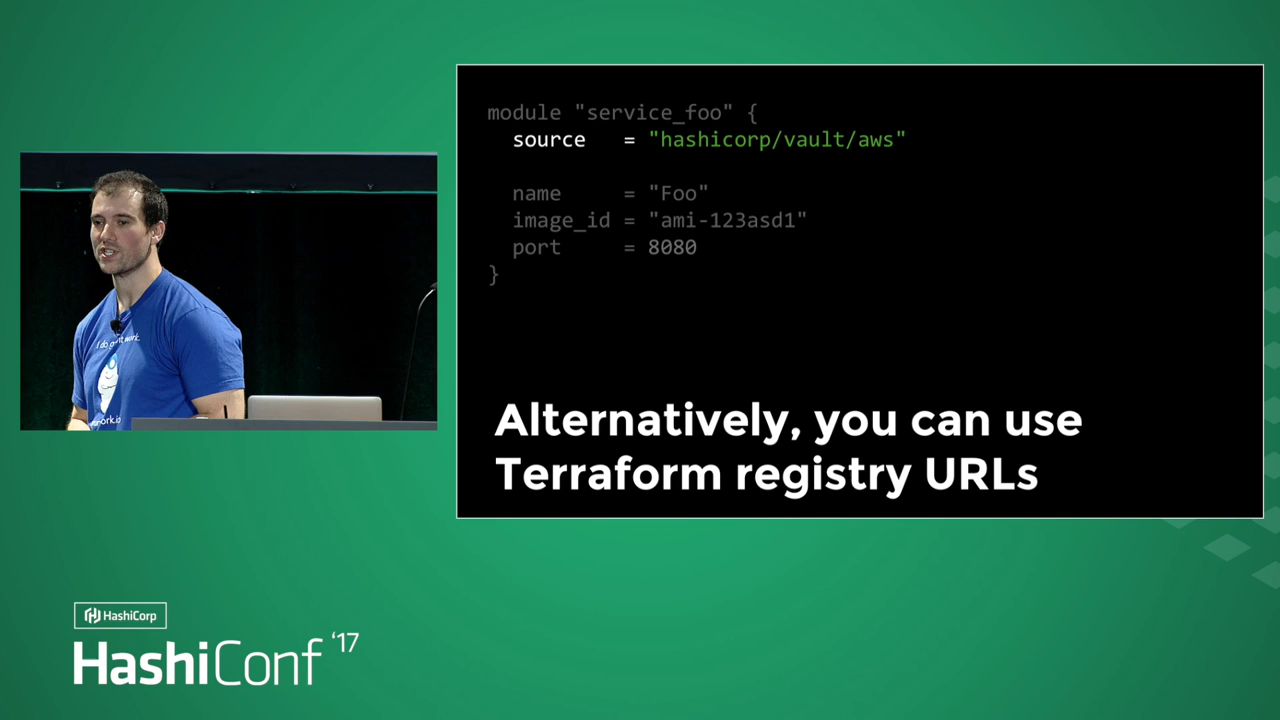 module "service_foo" {
source = "hashicorp/vault/aws"
name = "Foo"
image_id = "ami-123asd1"
port = 8080
}
Alternatively, you can use
Terraform registry URLs
HashiCorp
HashiConf '17